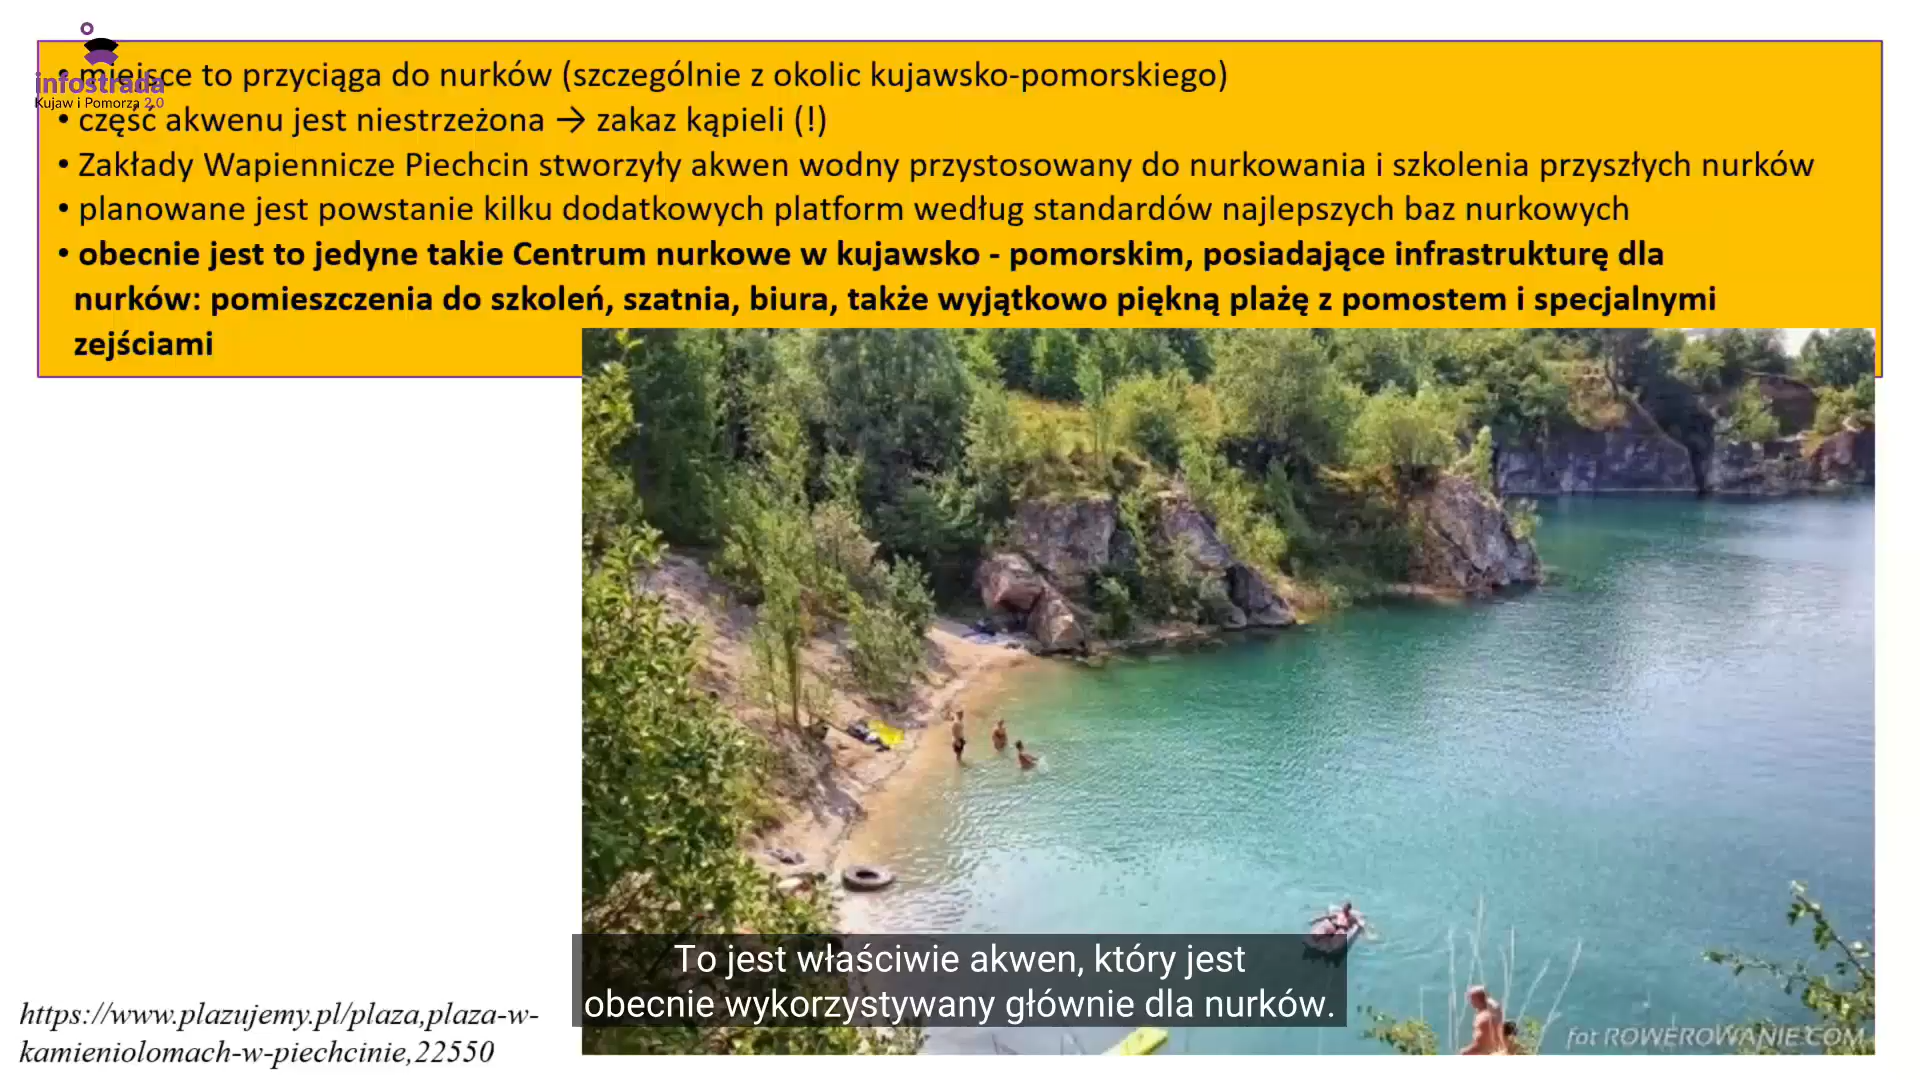 infostrada
Kujaw i Pomorza 2.0
• miejsce to przyciąga do nurków (szczególnie z okolic kujawsko-pomorskiego)
• część akwenu jest niestrzeżona → zakaz kąpieli (!)
• Zakłady Wapiennicze Piechcin stworzyły akwen wodny przystosowany do nurkowania i szkolenia przyszłych nurków
• planowane jest powstanie kilku dodatkowych platform według standardów najlepszych baz nurkowych
• obecnie jest to jedyne takie Centrum nurkowe w kujawsko - pomorskim, posiadające infrastrukturę dla
nurków: pomieszczenia do szkoleń, szatnia, biura, także wyjątkowo piękną plażę z pomostem i specjalnymi
zejściami
To jest właściwie akwen, który jest
obecnie wykorzystywany głównie dla nurków.
https://www.plazujemy.pl/plaza,plaza-w-
kamieniolomach-w-piechcinie,22550
fot ROWEROWANIE.COM